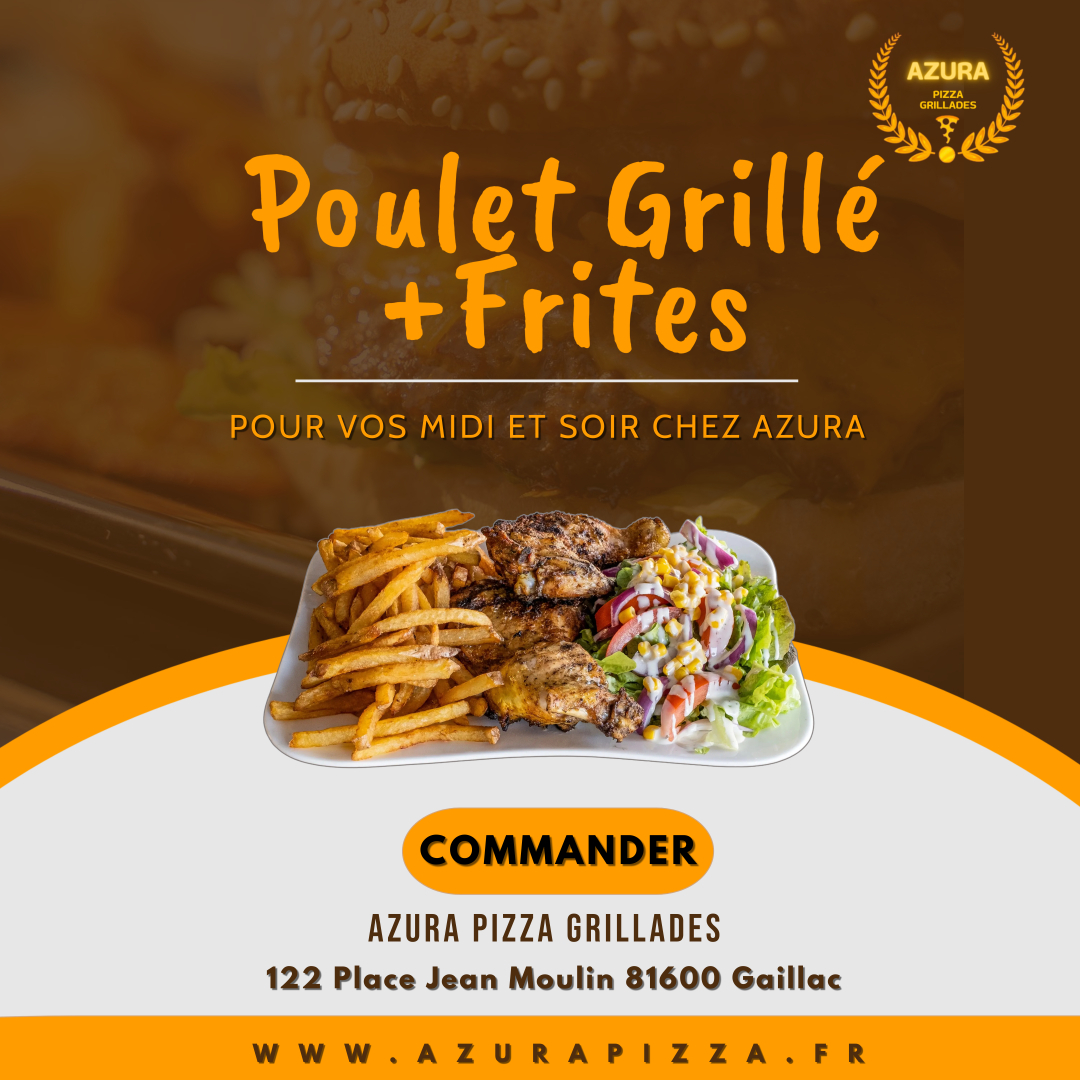 AZURA
PIZZA
GRILLADES
Poulet Grillé
+Frites
POUR VOS MIDI ET SOIR CHEZ AZURA
COMMANDER
AZURA PIZZA GRILLADES
122 Place Jean Moulin 81600 Gaillac
WWW.AZURAPIZZA.FR